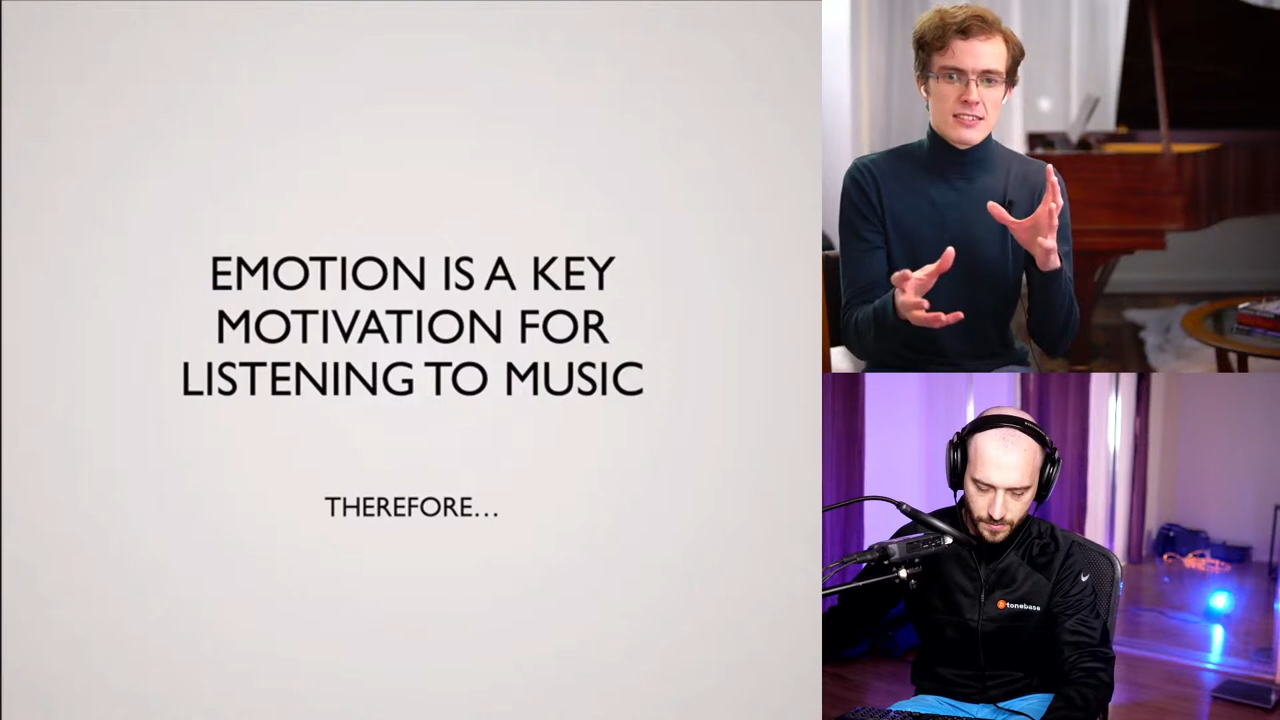 EMOTION IS A KEY
MOTIVATION FOR
LISTENING TO MUSIC
THEREFORE...
tonebase